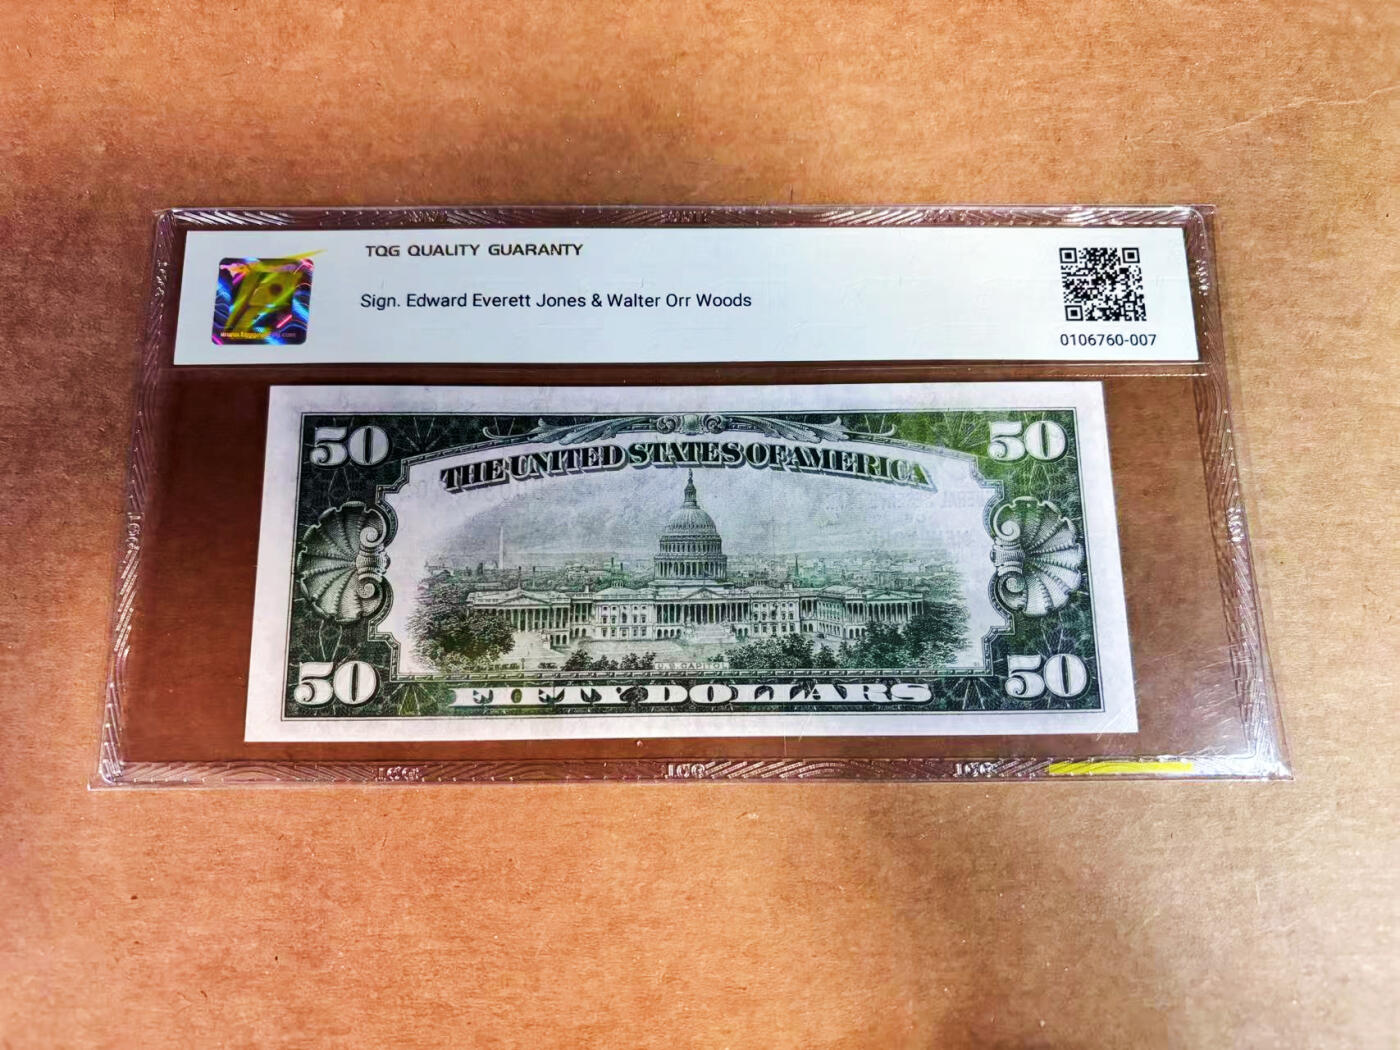 TQG QUALITY GUARANTY
Sign. Edward Everett Jones & Walter Orr Woods
0106760-007
50
50
THE UNITED STATES OF AMERICA
U.S. CAPITOL
50
50
FIFTY DOLLARS